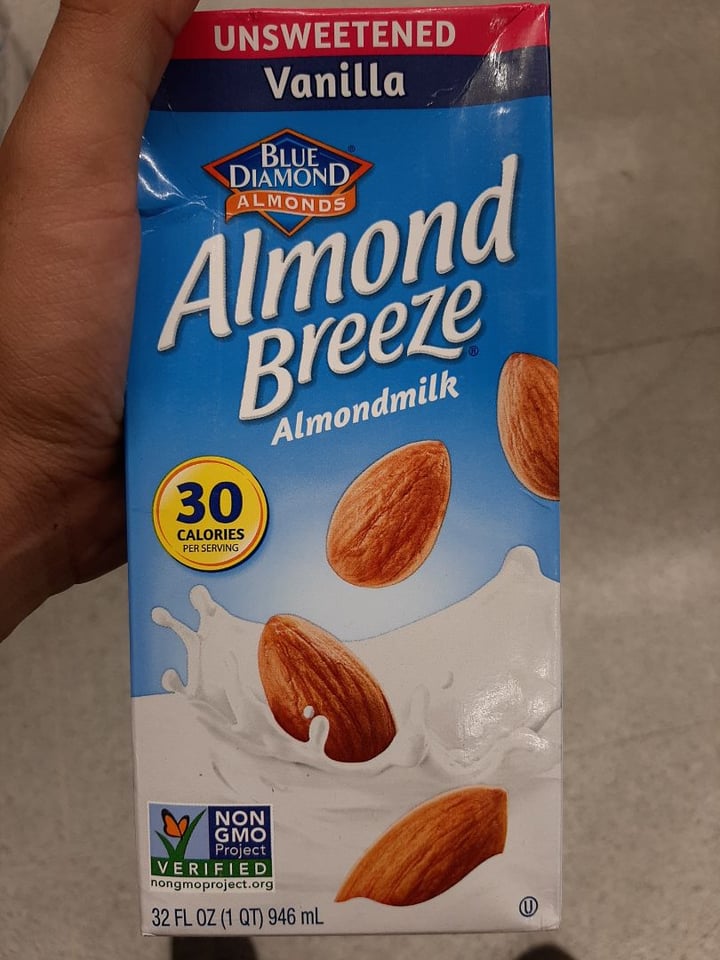 UNSWEETENED
Vanilla
BLUE
DIAMOND®
ALMONDS
Almond
Breeze®
Almondmilk
30
CALORIES
PER SERVING
NON
GMO
Project
VERIFIED
nongmoproject.org
32 FL OZ (1 QT) 946 mL
U